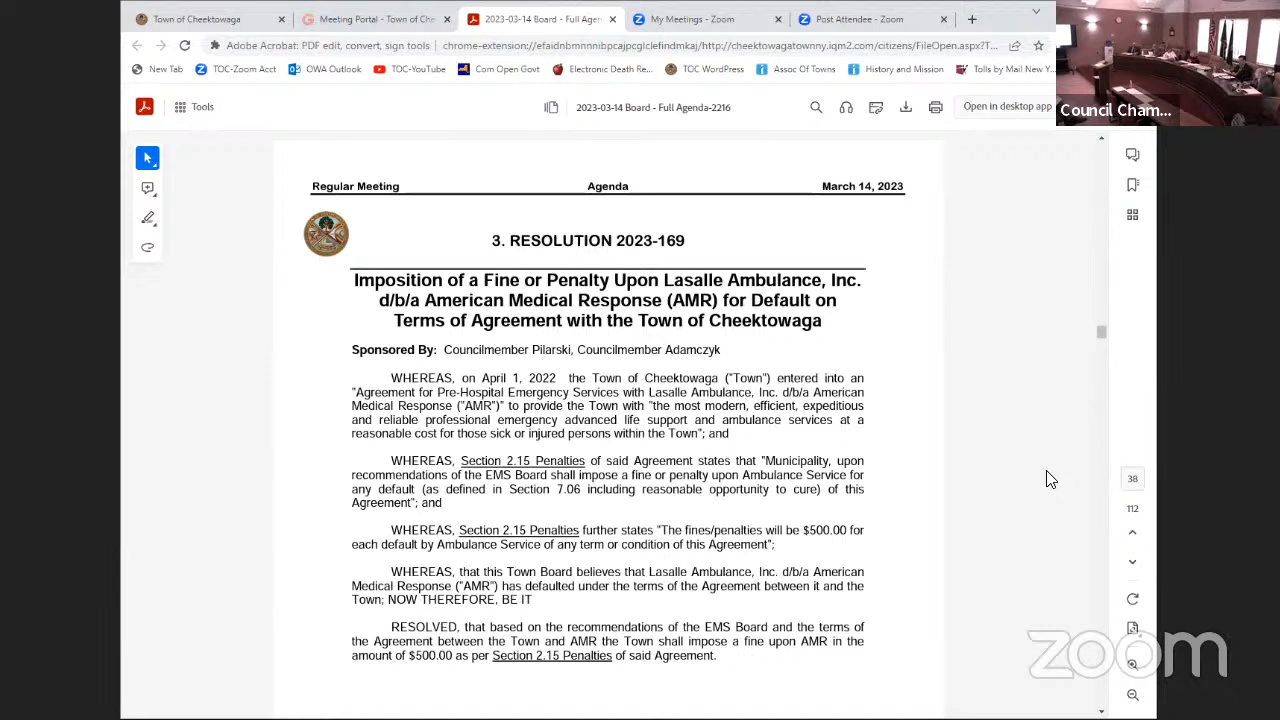 Town of Cheektowaga
Meeting Portal - Town of Che
2023-03-14 Board - Full Agen
My Meetings - Zoom
Post Attendee - Zoom
Adobe Acrobat: PDF edit, convert, sign tools
chrome-extension://efaidnbmnnnibpcajpcglclefindmkaj/http://cheektowagatownny.iqm2.com/citizens/FileOpen.aspx?T...
New Tab
TOC-Zoom Acct
OWA Outlook
TOC-YouTube
Com Open Govt
Electronic Death Re...
TOC WordPress
Assoc Of Towns
History and Mission
Tolls by Mail New Y...
Tools
2023-03-14 Board - Full Agenda-2216
Open in desktop app
Council Cham...
Regular Meeting Agenda March 14, 2023
3. RESOLUTION 2023-169
Imposition of a Fine or Penalty Upon Lasalle Ambulance, Inc.
d/b/a American Medical Response (AMR) for Default on
Terms of Agreement with the Town of Cheektowaga
Sponsored By: Councilmember Pilarski, Councilmember Adamczyk
WHEREAS, on April 1, 2022 the Town of Cheektowaga ("Town") entered into an
"Agreement for Pre-Hospital Emergency Services with Lasalle Ambulance, Inc. d/b/a American
Medical Response ("AMR")" to provide the Town with "the most modern, efficient, expeditious
and reliable professional emergency advanced life support and ambulance services at a
reasonable cost for those sick or injured persons within the Town"; and
WHEREAS, Section 2.15 Penalties of said Agreement states that "Municipality, upon
recommendations of the EMS Board shall impose a fine or penalty upon Ambulance Service for
any default (as defined in Section 7.06 including reasonable opportunity to cure) of this
Agreement"; and
WHEREAS, Section 2.15 Penalties further states "The fines/penalties will be $500.00 for
each default by Ambulance Service of any term or condition of this Agreement";
WHEREAS, that this Town Board believes that Lasalle Ambulance, Inc. d/b/a American
Medical Response ("AMR") has defaulted under the terms of the Agreement between it and the
Town; NOW THEREFORE, BE IT
RESOLVED, that based on the recommendations of the EMS Board and the terms of
the Agreement between the Town and AMR the Town shall impose a fine upon AMR in the
amount of $500.00 as per Section 2.15 Penalties of said Agreement.
38
112
zoom